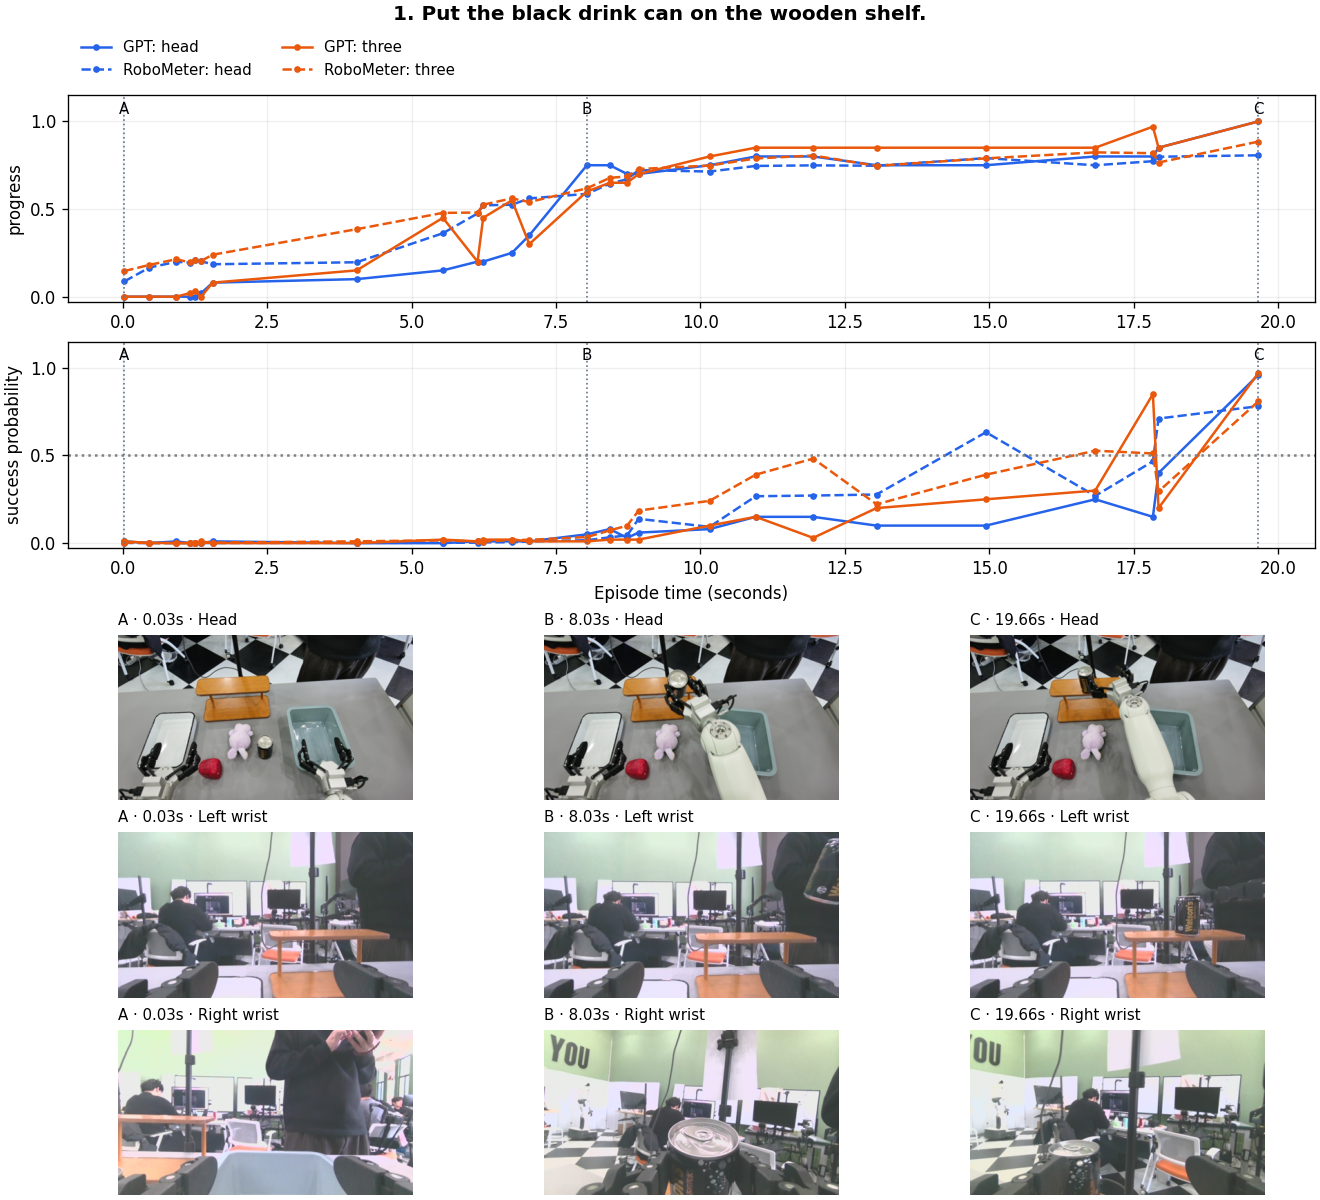 1. Put the black drink can on the wooden shelf.
GPT: head
GPT: three
RoboMeter: head
RoboMeter: three
A
B
C
1.0
0.5
0.0
progress
0.0
2.5
5.0
7.5
10.0
12.5
15.0
17.5
20.0
A
B
C
1.0
0.5
0.0
success probability
0.0
2.5
5.0
7.5
10.0
12.5
15.0
17.5
20.0
Episode time (seconds)
A · 0.03s · Head
B · 8.03s · Head
C · 19.66s · Head
A · 0.03s · Left wrist
B · 8.03s · Left wrist
C · 19.66s · Left wrist
Watson's
A · 0.03s · Right wrist
B · 8.03s · Right wrist
C · 19.66s · Right wrist
YOU
YOU